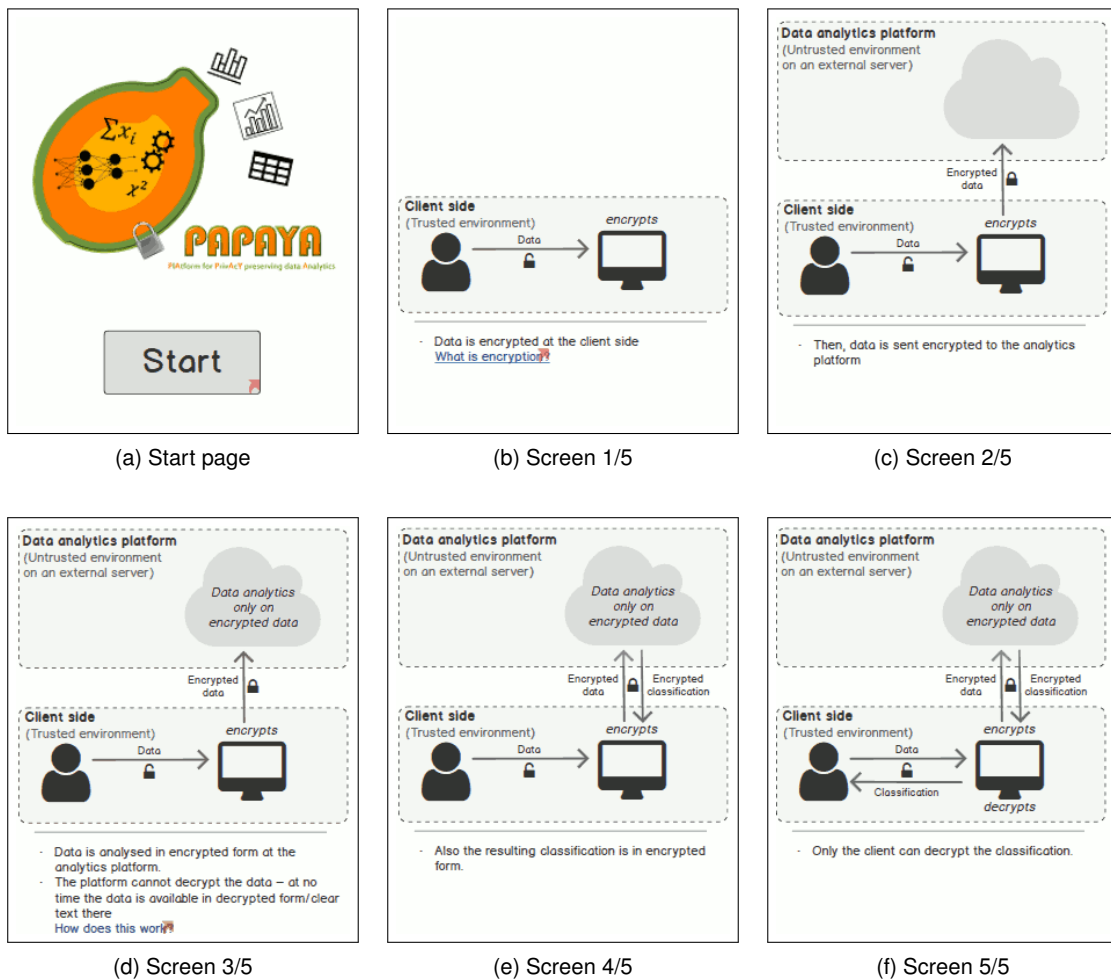 ∑xᵢ
x²
PAPAYA
PlAtform for PrivAcY preserving data Analytics
Start
(a) Start page
Client side
(Trusted environment)
encrypts
Data
- Data is encrypted at the client side
What is encryption?
(b) Screen 1/5
Data analytics platform
(Untrusted environment
on an external server)
Encrypted
data
Client side
(Trusted environment)
encrypts
Data
- Then, data is sent encrypted to the analytics
platform
(c) Screen 2/5
Data analytics platform
(Untrusted environment
on an external server)
Data analytics
only on
encrypted data
Encrypted
data
Client side
(Trusted environment)
encrypts
Data
- Data is analysed in encrypted form at the
analytics platform.
- The platform cannot decrypt the data – at no
time the data is available in decrypted form/clear
text there
How does this work?
(d) Screen 3/5
Data analytics platform
(Untrusted environment
on an external server)
Data analytics
only on
encrypted data
Encrypted
data
Encrypted
classification
Client side
(Trusted environment)
encrypts
Data
- Also the resulting classification is in encrypted
form.
(e) Screen 4/5
Data analytics platform
(Untrusted environment
on an external server)
Data analytics
only on
encrypted data
Encrypted
data
Encrypted
classification
Client side
(Trusted environment)
encrypts
Data
Classification
decrypts
- Only the client can decrypt the classification.
(f) Screen 5/5